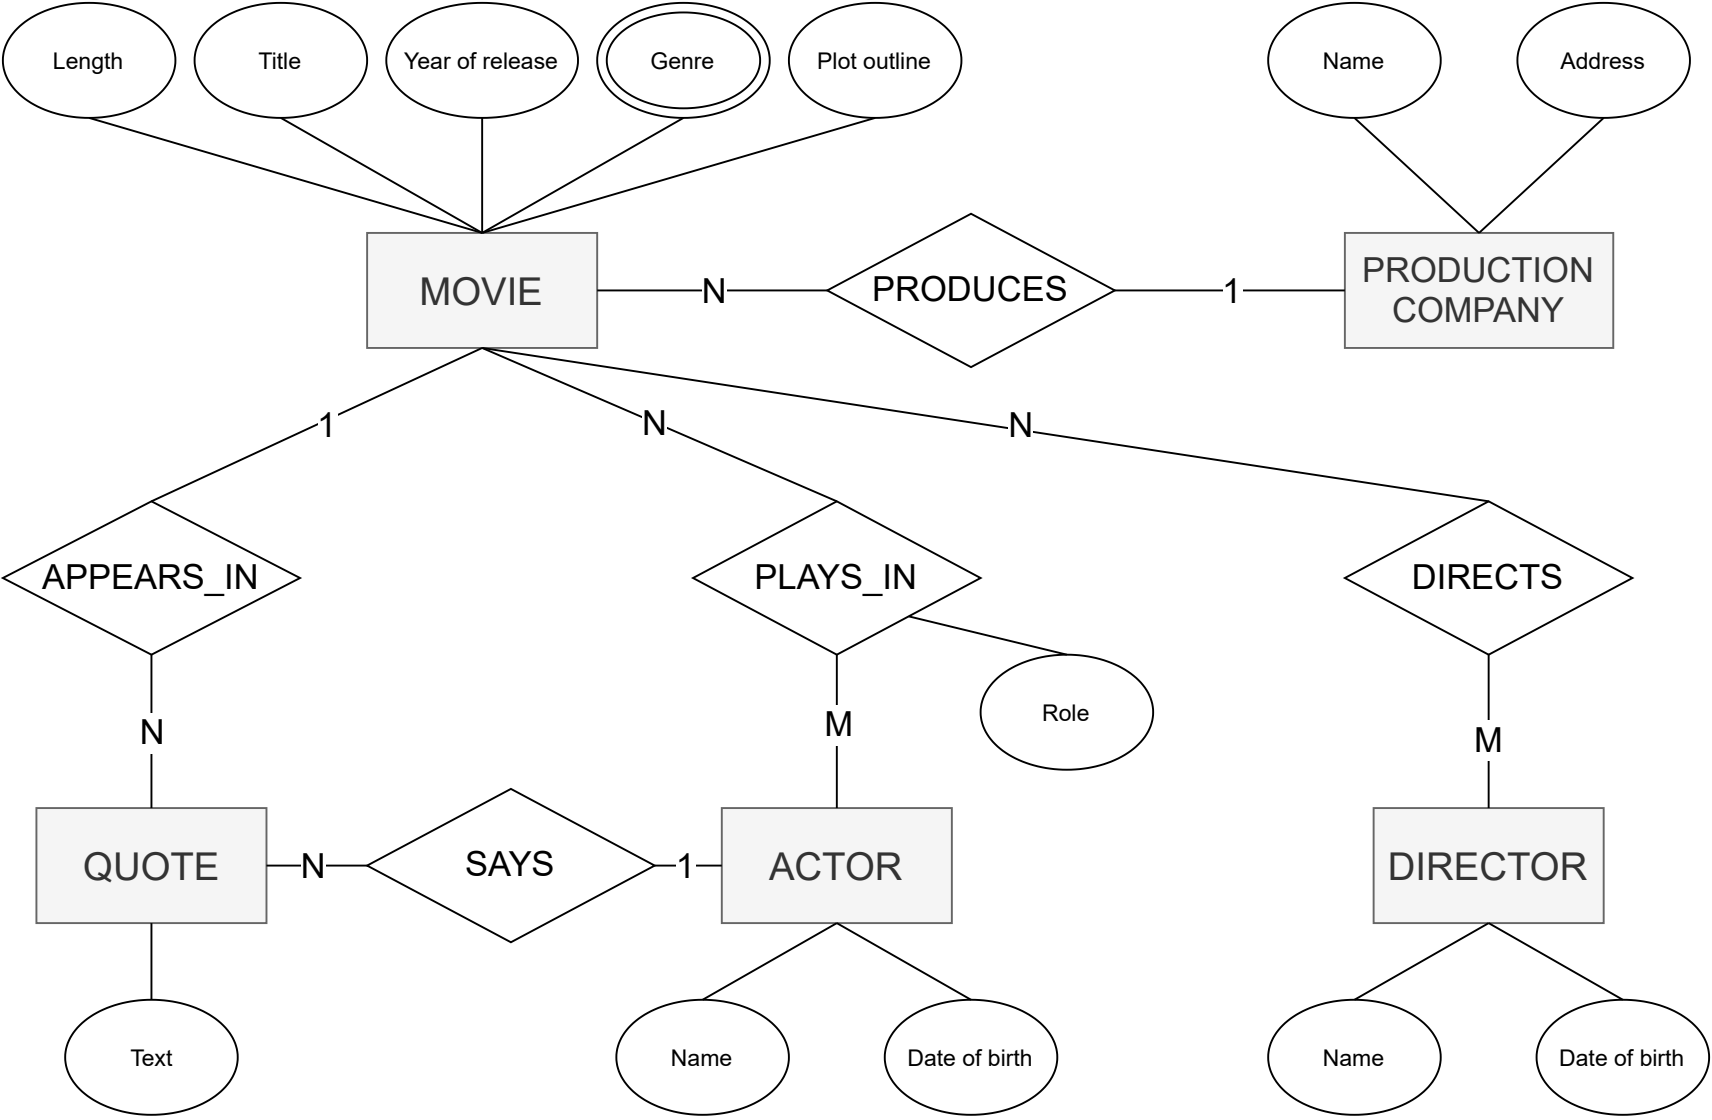 Length
Title
Year of release
Genre
Plot outline
Name
Address
MOVIE
N
PRODUCES
1
PRODUCTION
COMPANY
1
N
N
APPEARS_IN
PLAYS_IN
DIRECTS
Role
N
M
M
QUOTE
N
SAYS
1
ACTOR
DIRECTOR
Text
Name
Date of birth
Name
Date of birth